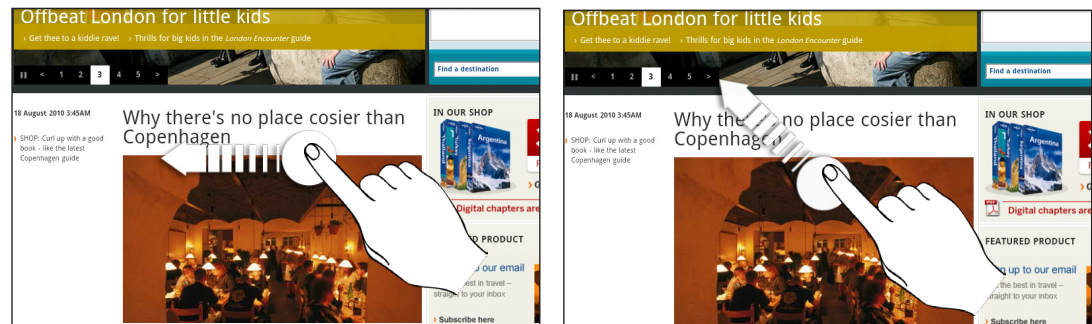 Offbeat London for little kids
› Get thee to a kiddie rave! › Thrills for big kids in the London Encounter guide
< 1 2 3 4 5 >
Find a destination
18 August 2010 3:45AM
› SHOP: Curl up with a good
book - like the latest
Copenhagen guide
Why there's no place cosier than
Copenhagen
IN OUR SHOP
Argentina
Digital chapters are
PRODUCT
our email
est in travel –
straight to your inbox
› Subscribe here
Offbeat London for little kids
› Get thee to a kiddie rave! › Thrills for big kids in the London Encounter guide
< 1 2 3 4 5 >
Find a destination
18 August 2010 3:45AM
› SHOP: Curl up with a good
book - like the latest
Copenhagen guide
Why no place cosier than
Copenhagen
IN OUR SHOP
Argentina
PDF
Digital chapters are
FEATURED PRODUCT
up to our email
the best in travel –
straight to your inbox
› Subscribe here